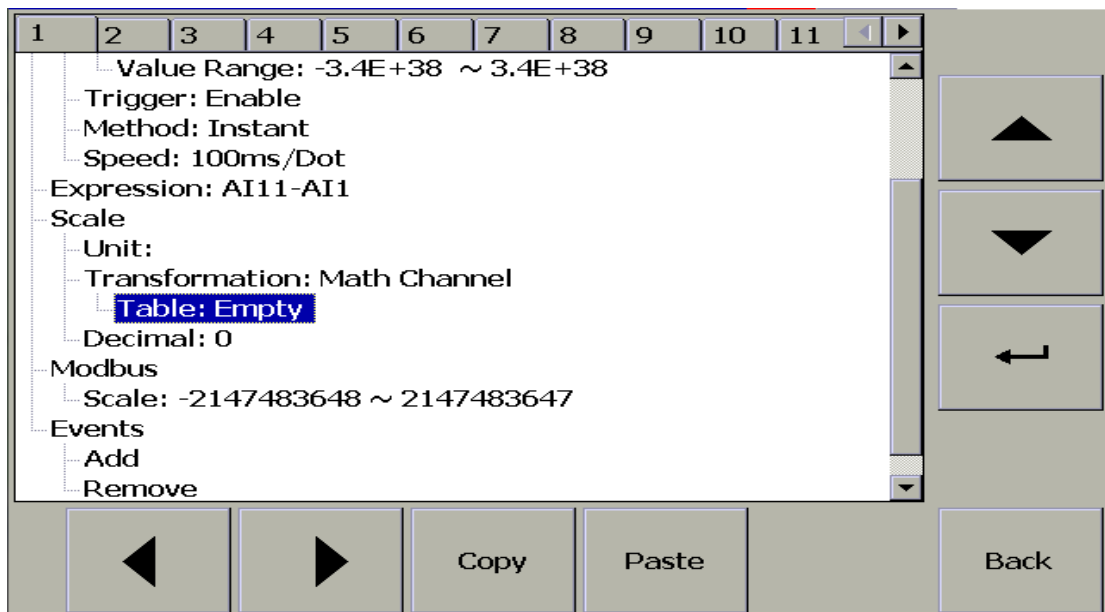 1 2 3 4 5 6 7 8 9 10 11
Value Range: -3.4E+38 ~ 3.4E+38
Trigger: Enable
Method: Instant
Speed: 100ms/Dot
Expression: AI11-AI1
Scale
Unit:
Transformation: Math Channel
Table: Empty
Decimal: 0
Modbus
Scale: -2147483648 ~ 2147483647
Events
Add
Remove
Copy Paste Back